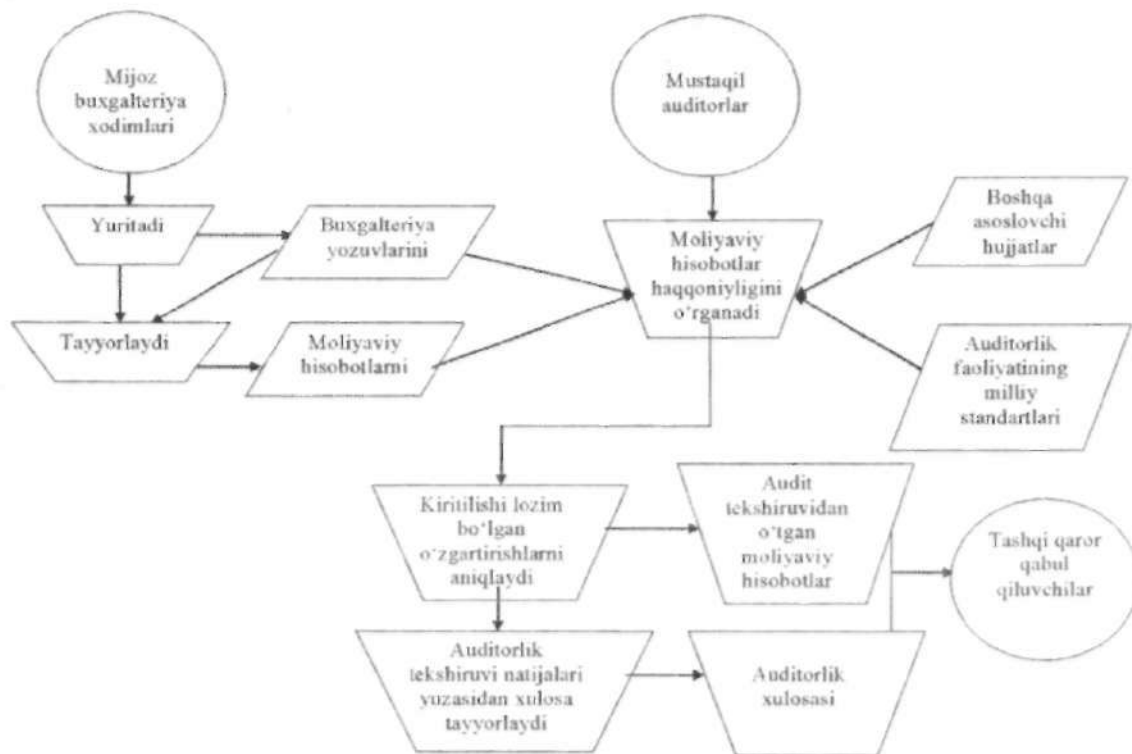 Mijoz
buxgalteriya
xodimlari
Mustaqil
auditorlar
Yuritadi
Buxgalteriya
yozuvlarini
Moliyaviy
hisobotlar
haqqoniyligini
o‘rganadi
Boshqa
asoslovchi
hujjatlar
Tayyorlaydi
Moliyaviy
hisobotlarni
Auditorlik
faoliyatining
milliy
standartlari
Kiritilishi lozim
bo‘lgan
o‘zgartirishlarni
aniqlaydi
Audit
tekshiruvidan
o‘tgan
moliyaviy
hisobotlar
Tashqi qaror
qabul
qiluvchilar
Auditorlik
tekshiruvi natijalari
yuzasidan xulosa
tayyorlaydi
Auditorlik
xulosasi